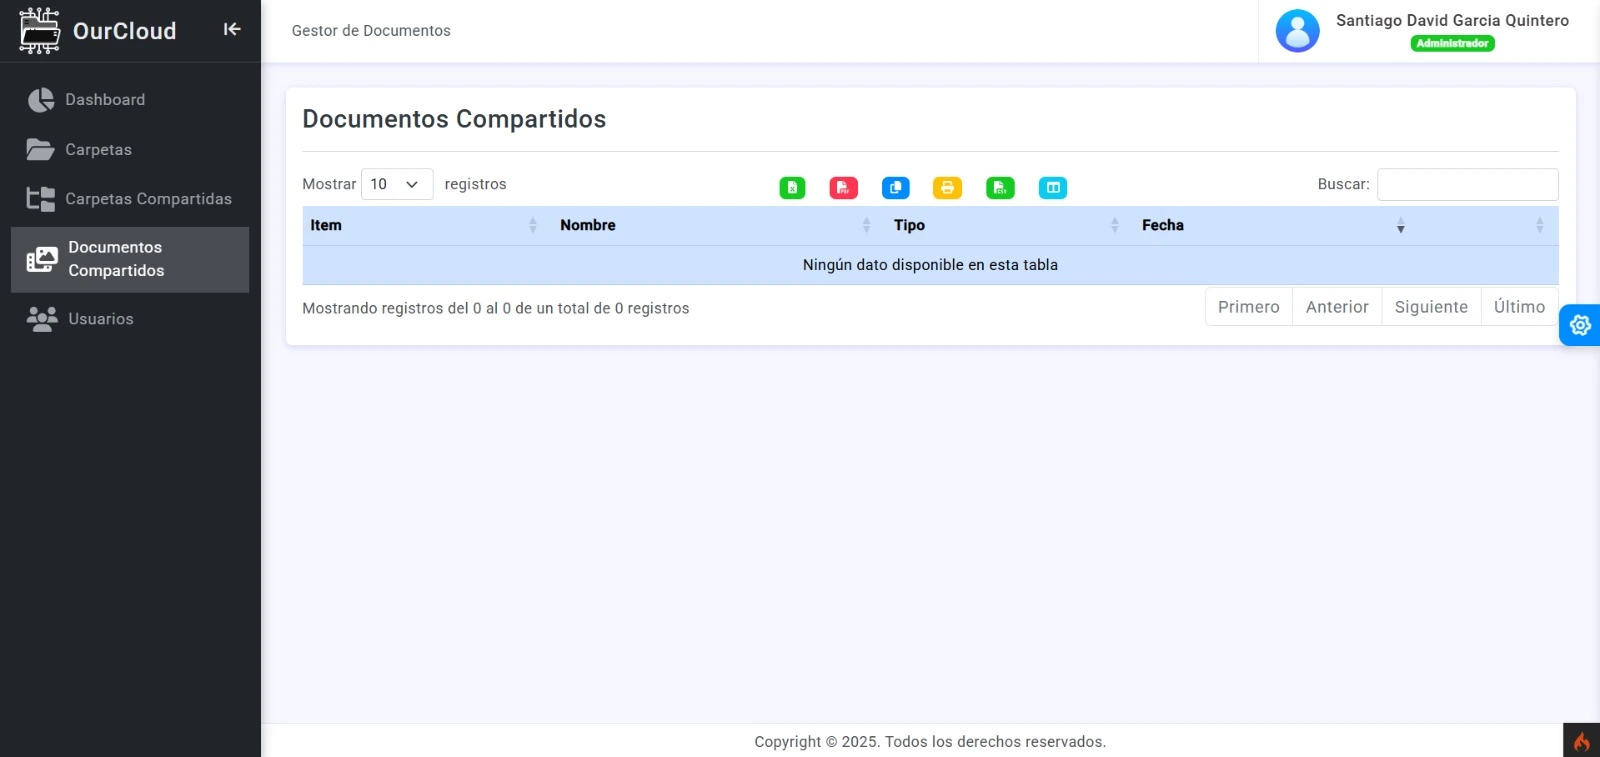 OurCloud
Gestor de Documentos
Santiago David Garcia Quintero
Administrador
Dashboard
Carpetas
Carpetas Compartidas
Documentos
Compartidos
Usuarios
Documentos Compartidos
Mostrar 10 registros
Buscar:
Item Nombre Tipo Fecha
Ningún dato disponible en esta tabla
Mostrando registros del 0 al 0 de un total de 0 registros
Primero Anterior Siguiente Último
Copyright © 2025. Todos los derechos reservados.